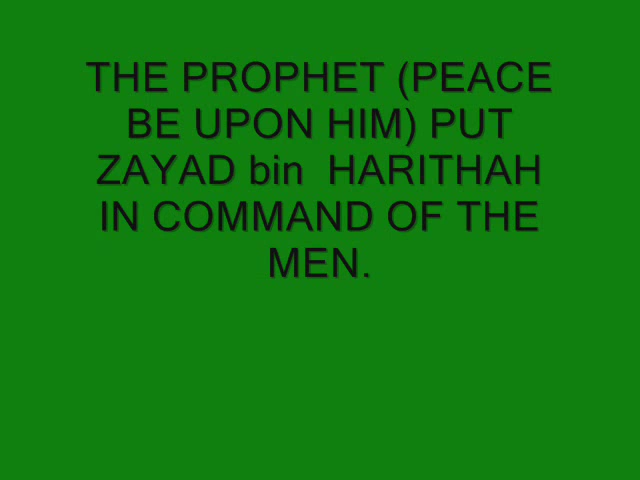 THE PROPHET (PEACE
BE UPON HIM) PUT
ZAYAD bin  HARITHAH
IN COMMAND OF THE
MEN.